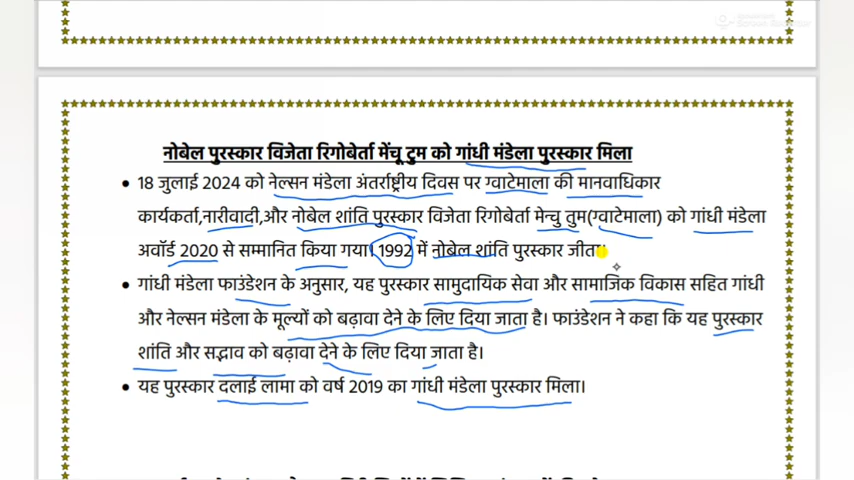 नोबेल पुरस्कार विजेता रिगोबेर्ता मेंचू टुम को गांधी मंडेला पुरस्कार मिला
• 18 जुलाई 2024 को नेल्सन मंडेला अंतर्राष्ट्रीय दिवस पर ग्वाटेमाला की मानवाधिकार
कार्यकर्ता,नारीवादी,और नोबेल शांति पुरस्कार विजेता रिगोबेर्ता मेन्चु तुम(ग्वाटेमाला) को गांधी मंडेला
अवॉर्ड 2020 से सम्मानित किया गया। 1992 में नोबेल शांति पुरस्कार जीता।
• गांधी मंडेला फाउंडेशन के अनुसार, यह पुरस्कार सामुदायिक सेवा और सामाजिक विकास सहित गांधी
और नेल्सन मंडेला के मूल्यों को बढ़ावा देने के लिए दिया जाता है। फाउंडेशन ने कहा कि यह पुरस्कार
शांति और सद्भाव को बढ़ावा देने के लिए दिया जाता है।
• यह पुरस्कार दलाई लामा को वर्ष 2019 का गांधी मंडेला पुरस्कार मिला।